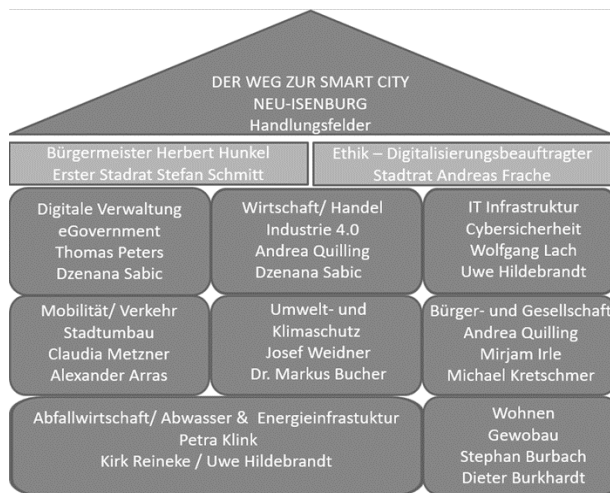 DER WEG ZUR SMART CITY
NEU-ISENBURG
Handlungsfelder
Bürgermeister Herbert Hunkel
Erster Stadrat Stefan Schmitt
Ethik – Digitalisierungsbeauftragter
Stadtrat Andreas Frache
Digitale Verwaltung
eGovernment
Thomas Peters
Dzenana Sabic
Wirtschaft/ Handel
Industrie 4.0
Andrea Quilling
Dzenana Sabic
IT Infrastruktur
Cybersicherheit
Wolfgang Lach
Uwe Hildebrandt
Mobilität/ Verkehr
Stadtumbau
Claudia Metzner
Alexander Arras
Umwelt- und
Klimaschutz
Josef Weidner
Dr. Markus Bucher
Bürger- und Gesellschaft
Andrea Quilling
Mirjam Irle
Michael Kretschmer
Abfallwirtschaft/ Abwasser & Energieinfrastuktur
Petra Klink
Kirk Reineke / Uwe Hildebrandt
Wohnen
Gewobau
Stephan Burbach
Dieter Burkhardt